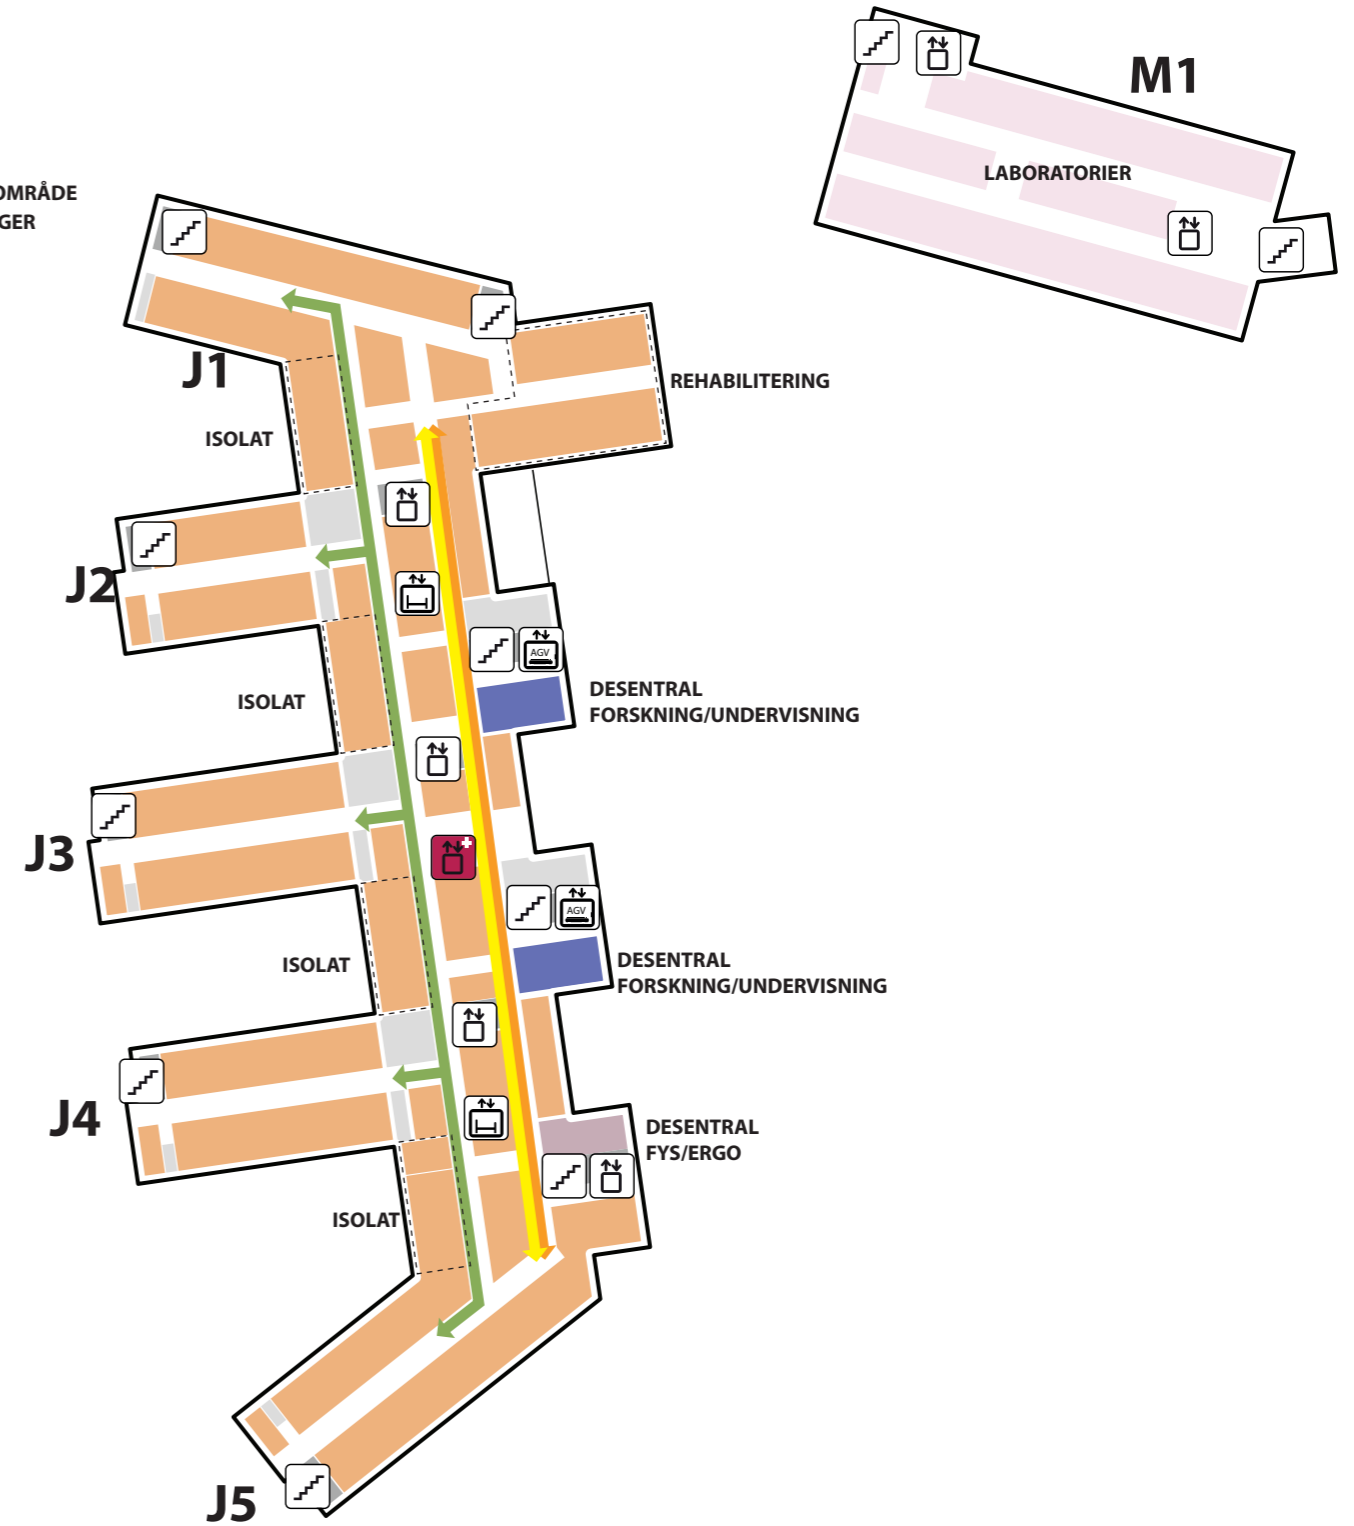 M1
LABORATORIER
OMRÅDE
GER
J1
REHABILITERING
ISOLAT
J2
AGV
DESENTRAL
FORSKNING/UNDERVISNING
ISOLAT
J3
AGV
DESENTRAL
FORSKNING/UNDERVISNING
ISOLAT
J4
DESENTRAL
FYS/ERGO
ISOLAT
J5